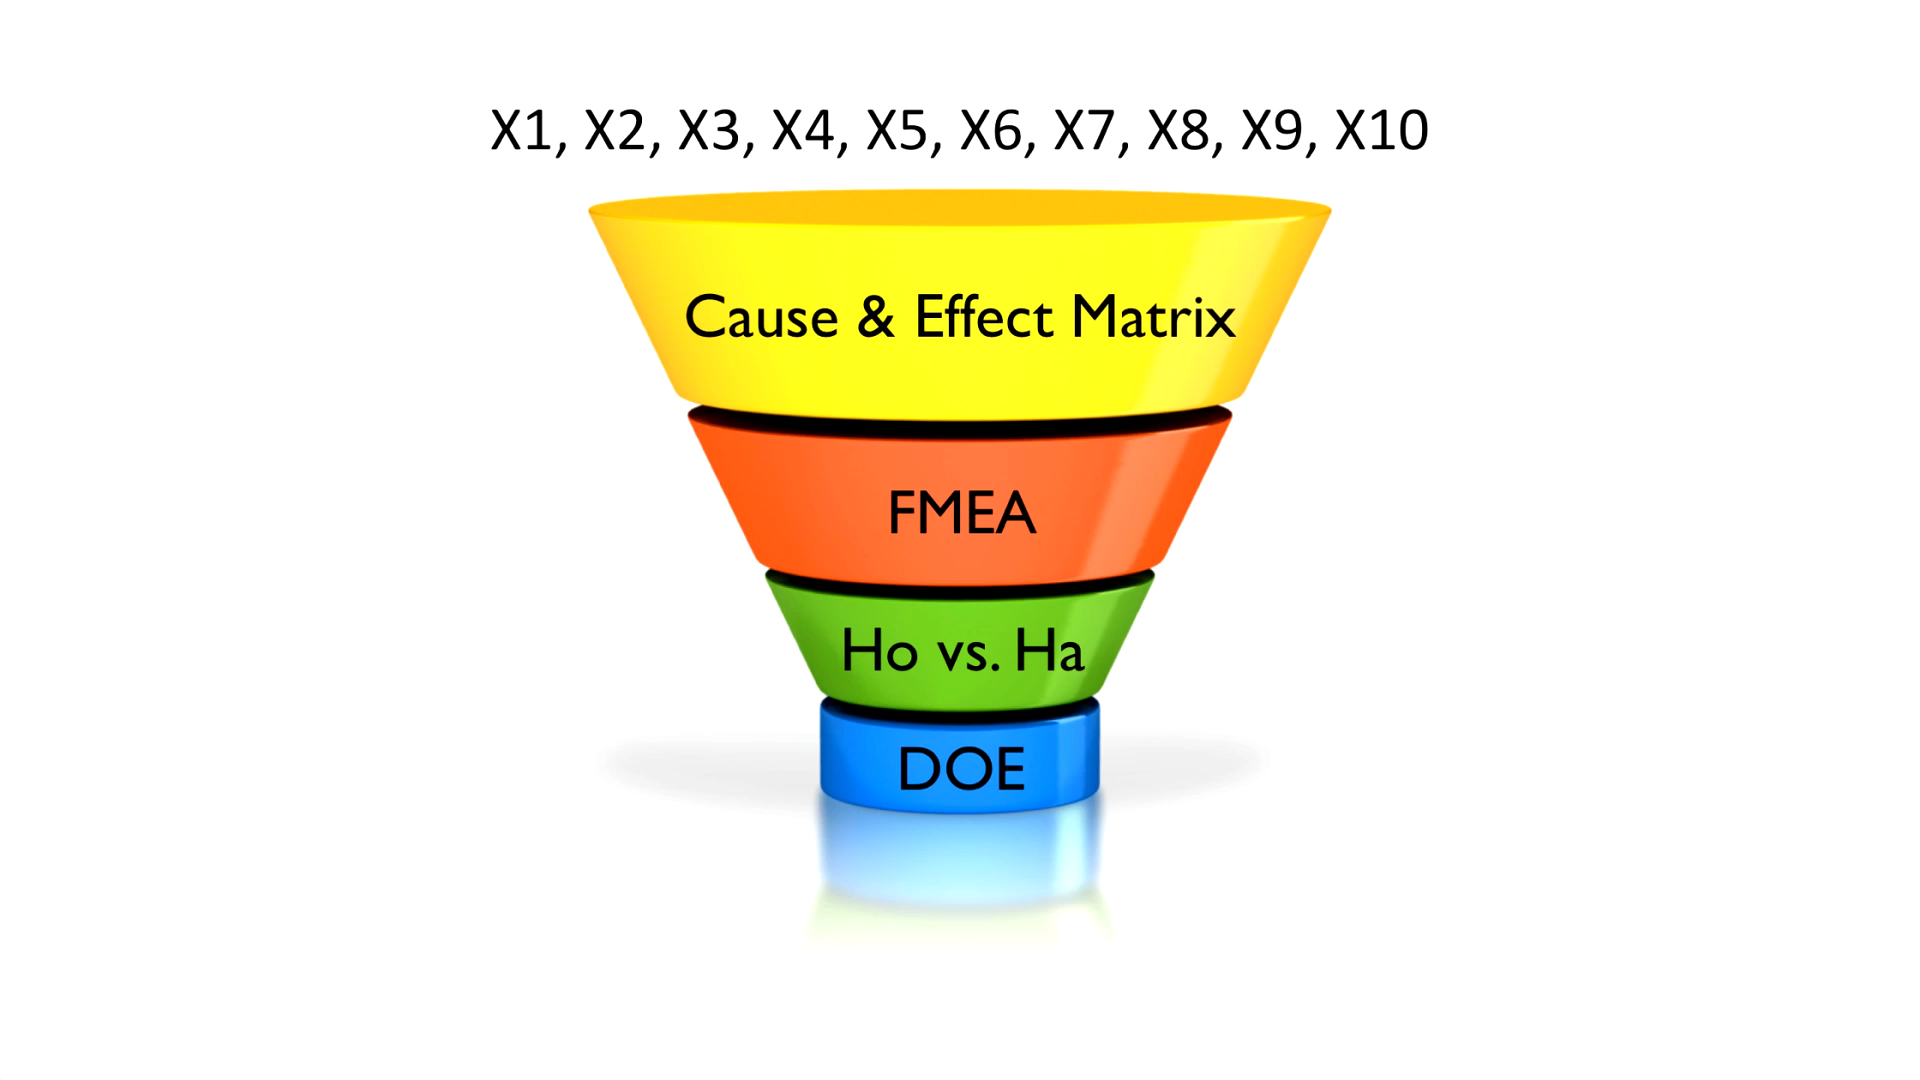 X1, X2, X3, X4, X5, X6, X7, X8, X9, X10
Cause & Effect Matrix
FMEA
Ho vs. Ha
DOE